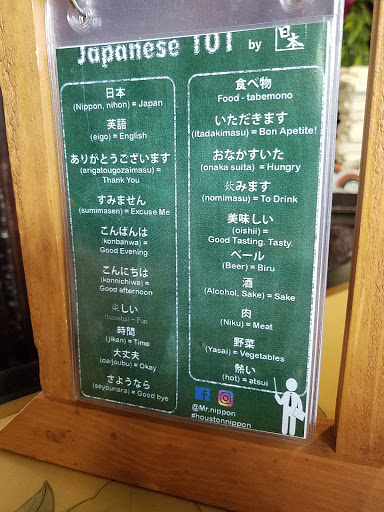 Japanese 101 by 日本
日本
(Nippon, nihon) = Japan
英語
(eigo) = English
ありがとうございます
(arigatougozaimasu) =
Thank You
すみません
(sumimisen) = Excuse Me
こんばんは
(konbanwa) =
Good Evening
こんにちは
(konnichiwa) =
Good afternoon
楽しい
= Fun
時間
(jikan) = Time
大丈夫
(daijoubu) = Okay
さようなら
(sayounara) = Good bye
食べ物
Food - tabemono
いただきます
(itadakimasu) = Bon Apetite!
おなかすいた
(onaka suita) = Hungry
飲みます
(nomimasu) = To Drink
美味しい
(oishii) =
Good Tasting. Tasty.
ベール
(Beer) = Biru
酒
(Alcohol, Sake) = Sake
肉
(Niku) = Meat
野菜
(Yasai) = Vegetables
熱い
(hot) = atsui
@Mr.nippon
#houstonnippon